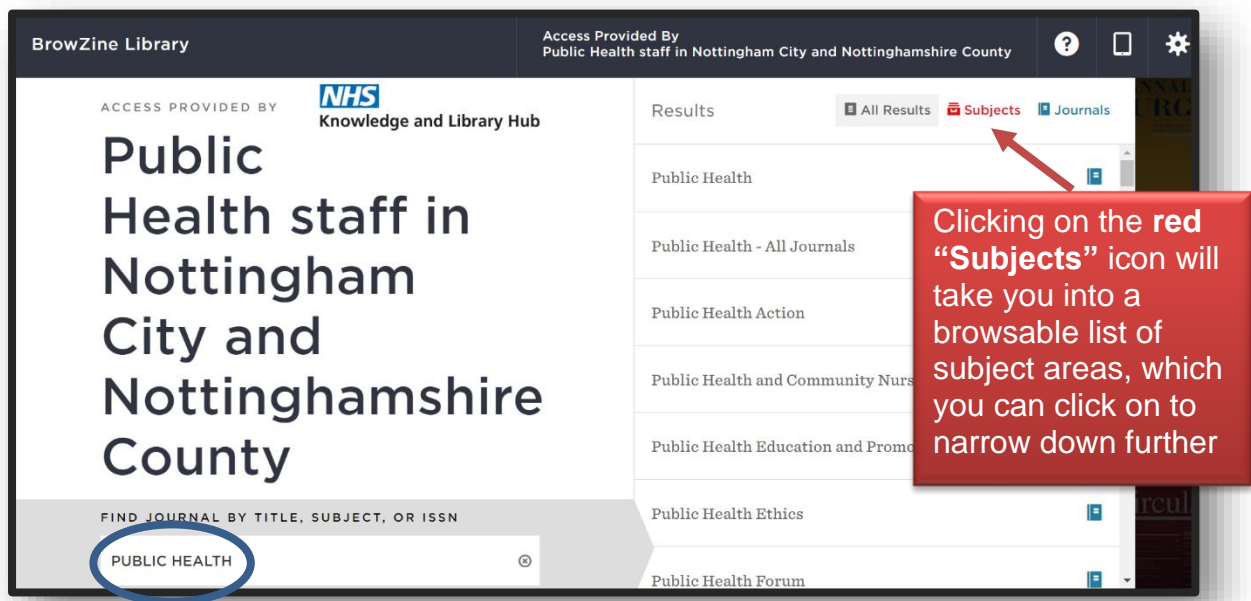 BrowZine Library
Access Provided By
Public Health staff in Nottingham City and Nottinghamshire County
ACCESS PROVIDED BY
NHS
Knowledge and Library Hub
Public
Health staff in
Nottingham
City and
Nottinghamshire
County
FIND JOURNAL BY TITLE, SUBJECT, OR ISSN
PUBLIC HEALTH
Results
All Results
Subjects
Journals
Public Health
Public Health - All Journals
Public Health Action
Public Health and Community Nurs
Public Health Education and Promo
Public Health Ethics
Public Health Forum
Clicking on the red
“Subjects” icon will
take you into a
browsable list of
subject areas, which
you can click on to
narrow down further